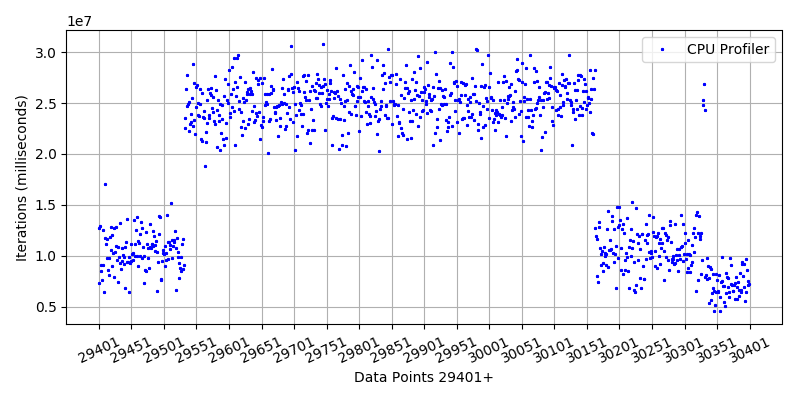 1e7
CPU Profiler
3.0
2.5
2.0
1.5
1.0
0.5
Iterations (milliseconds)
29401 29451 29501 29551 29601 29651 29701 29751 29801 29851 29901 29951 30001 30051 30101 30151 30201 30251 30301 30351 30401
Data Points 29401+